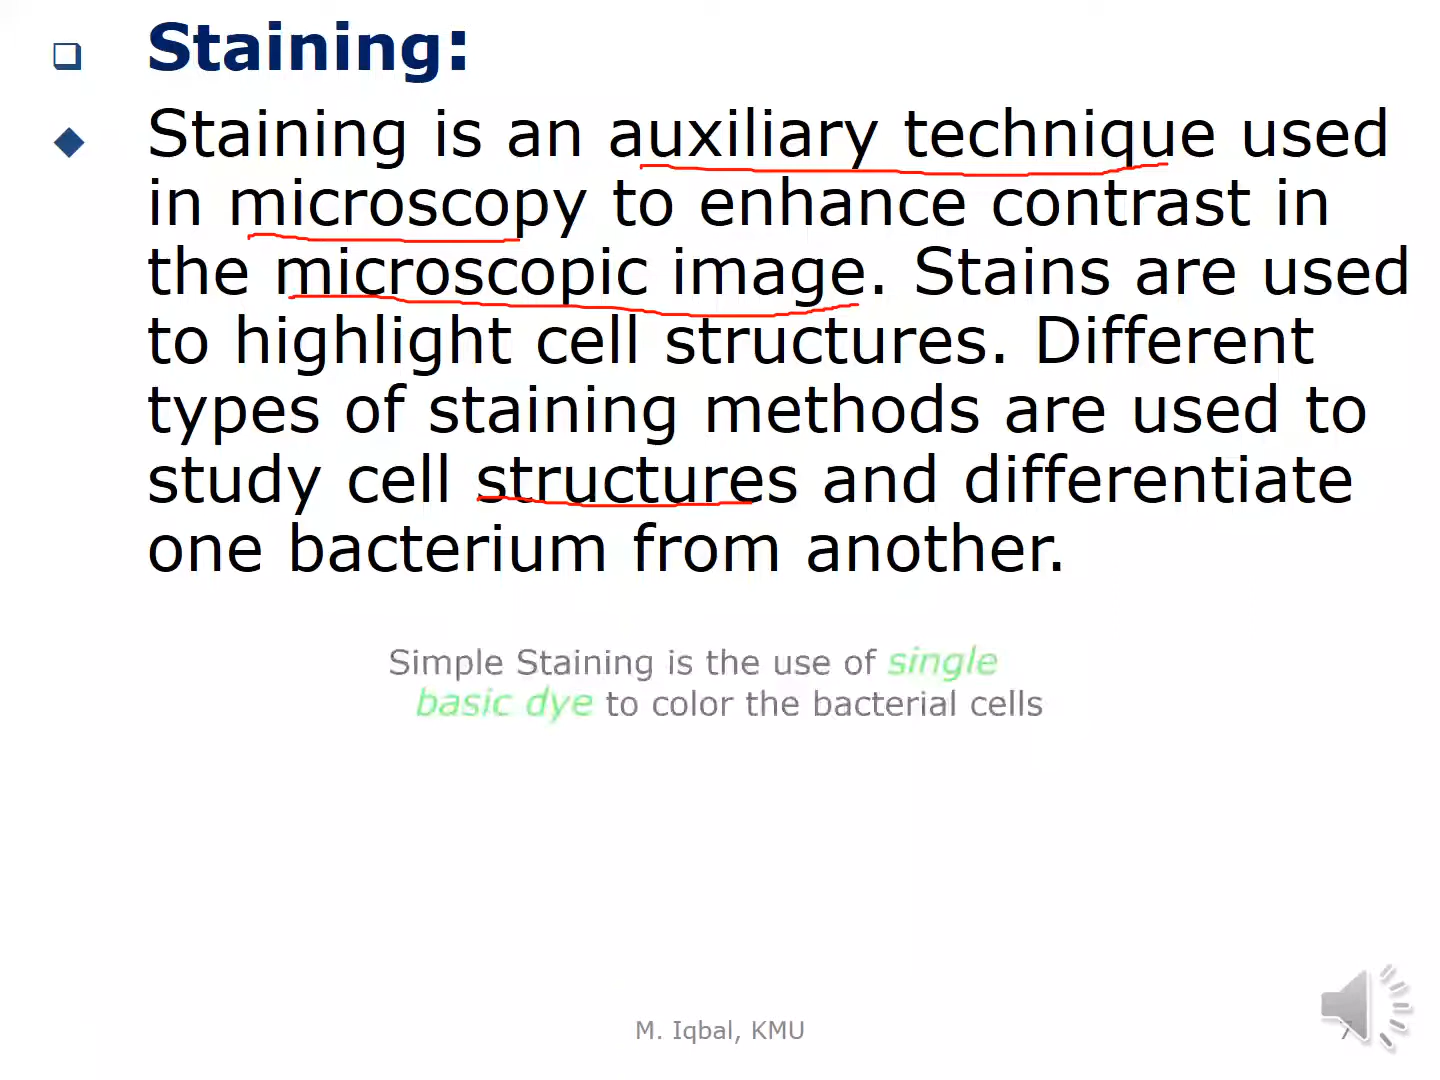 Staining:
Staining is an auxiliary technique used
in microscopy to enhance contrast in
the microscopic image. Stains are used
to highlight cell structures. Different
types of staining methods are used to
study cell structures and differentiate
one bacterium from another.
Simple Staining is the use of single
basic dye to color the bacterial cells
M. Iqbal, KMU
7